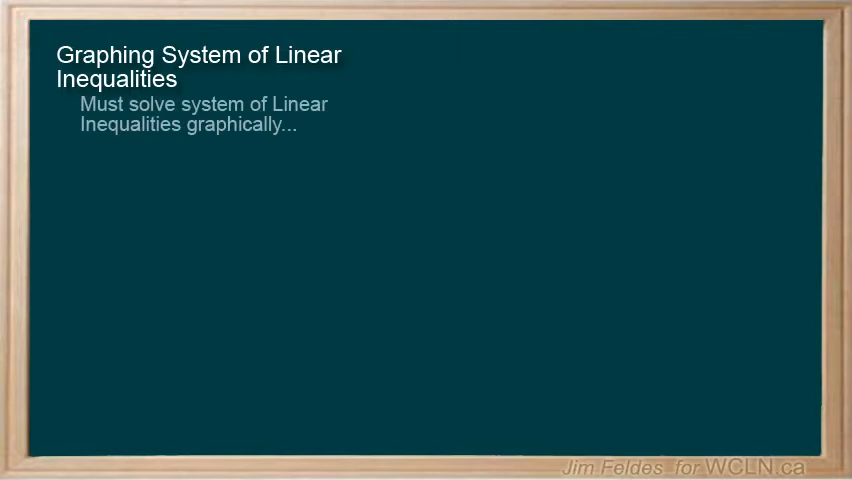 Graphing System of Linear
Inequalities
Must solve system of Linear
Inequalities graphically...
Jim Feldes for WCLN.ca